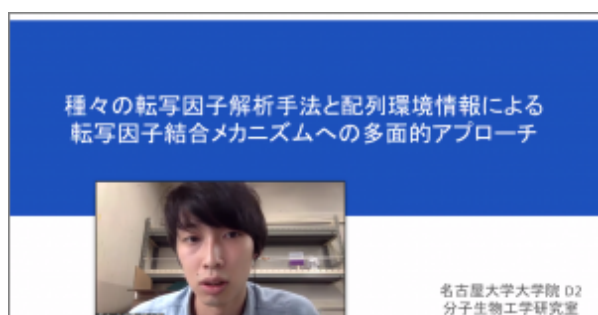 種々の転写因子解析手法と配列環境情報による
転写因子結合メカニズムへの多面的アプローチ
名古屋大学大学院 D2
分子生物工学研究室